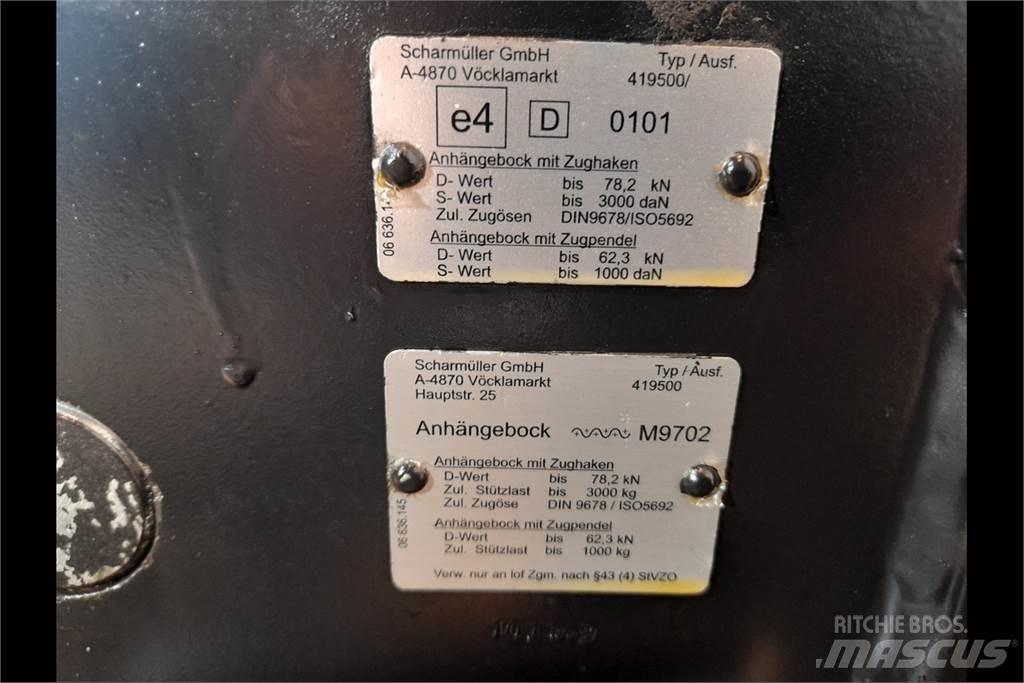 Scharmüller GmbH
A-4870 Vöcklamarkt
Typ / Ausf.
419500/
e4 D 0101
Anhängebock mit Zughaken
D- Wert bis 78,2 kN
S- Wert bis 3000 daN
Zul. Zugösen DIN9678/ISO5692
Anhängebock mit Zugpendel
D- Wert bis 62,3 kN
S- Wert bis 1000 daN
Scharmüller GmbH
A-4870 Vöcklamarkt
Hauptstr. 25
Typ / Ausf.
419500
Anhängebock M9702
Anhängebock mit Zughaken
D-Wert bis 78,2 kN
Zul. Stützlast bis 3000 kg
Zul. Zugöse DIN 9678 / ISO5692
Anhängebock mit Zugpendel
D-Wert bis 62,3 kN
Zul. Stützlast bis 1000 kg
Verw. nur an lof Zgm. nach §43 (4) StVZO
06 636.145
RITCHIE BROS.
MASCUS